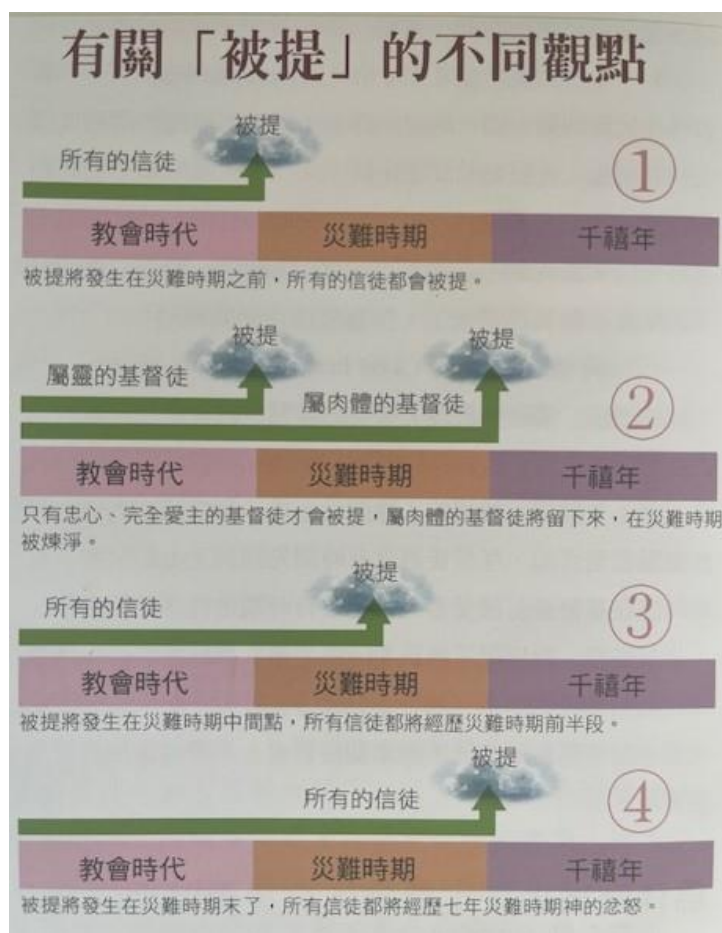 有關「被提」的不同觀點
被提
所有的信徒
①
教會時代 災難時期 千禧年
被提將發生在災難時期之前，所有的信徒都會被提。
被提 被提
屬靈的基督徒
屬肉體的基督徒
②
教會時代 災難時期 千禧年
只有忠心、完全愛主的基督徒才會被提，屬肉體的基督徒將留下來，在災難時期
被煉淨。
被提
所有的信徒
③
教會時代 災難時期 千禧年
被提將發生在災難時期中間點，所有信徒都將經歷災難時期前半段。
被提
所有的信徒
④
教會時代 災難時期 千禧年
被提將發生在災難時期末了，所有信徒都將經歷七年災難時期神的忿怒。